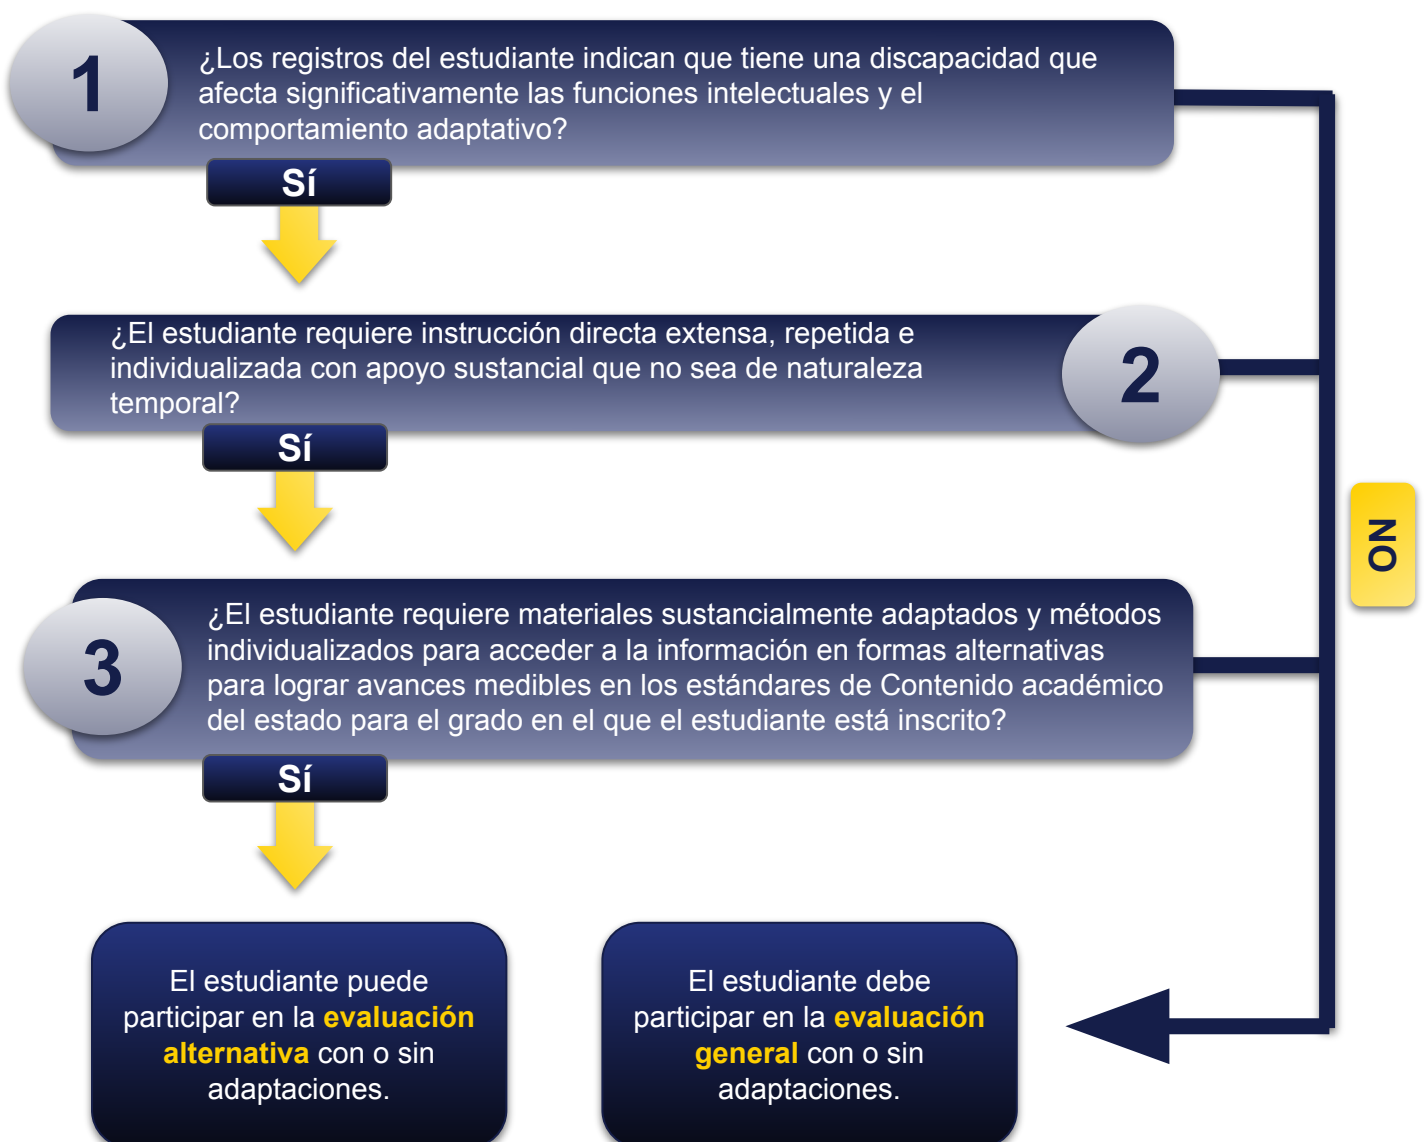 1
¿Los registros del estudiante indican que tiene una discapacidad que
afecta significativamente las funciones intelectuales y el
comportamiento adaptativo?
Sí
¿El estudiante requiere instrucción directa extensa, repetida e
individualizada con apoyo sustancial que no sea de naturaleza
temporal?
2
Sí
NO
3
¿El estudiante requiere materiales sustancialmente adaptados y métodos
individualizados para acceder a la información en formas alternativas
para lograr avances medibles en los estándares de Contenido académico
del estado para el grado en el que el estudiante está inscrito?
Sí
El estudiante puede
participar en la evaluación
alternativa con o sin
adaptaciones.
El estudiante debe
participar en la evaluación
general con o sin
adaptaciones.